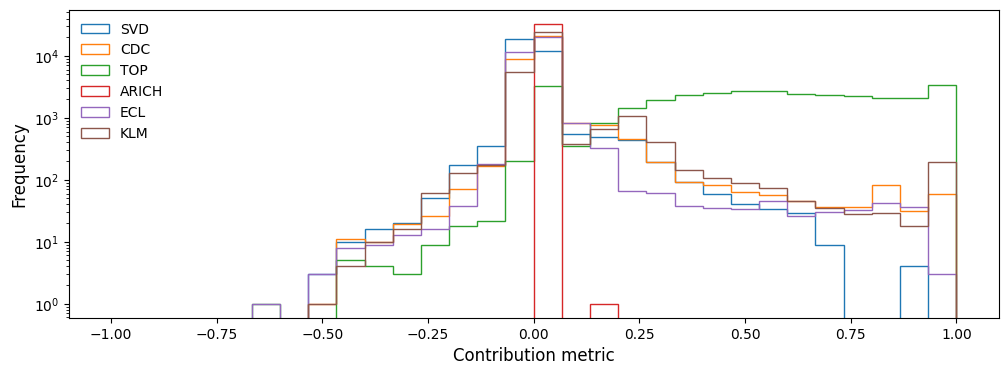 SVD
CDC
TOP
ARICH
ECL
KLM
Frequency
10⁴
10³
10²
10¹
10⁰
−1.00 −0.75 −0.50 −0.25 0.00 0.25 0.50 0.75 1.00
Contribution metric